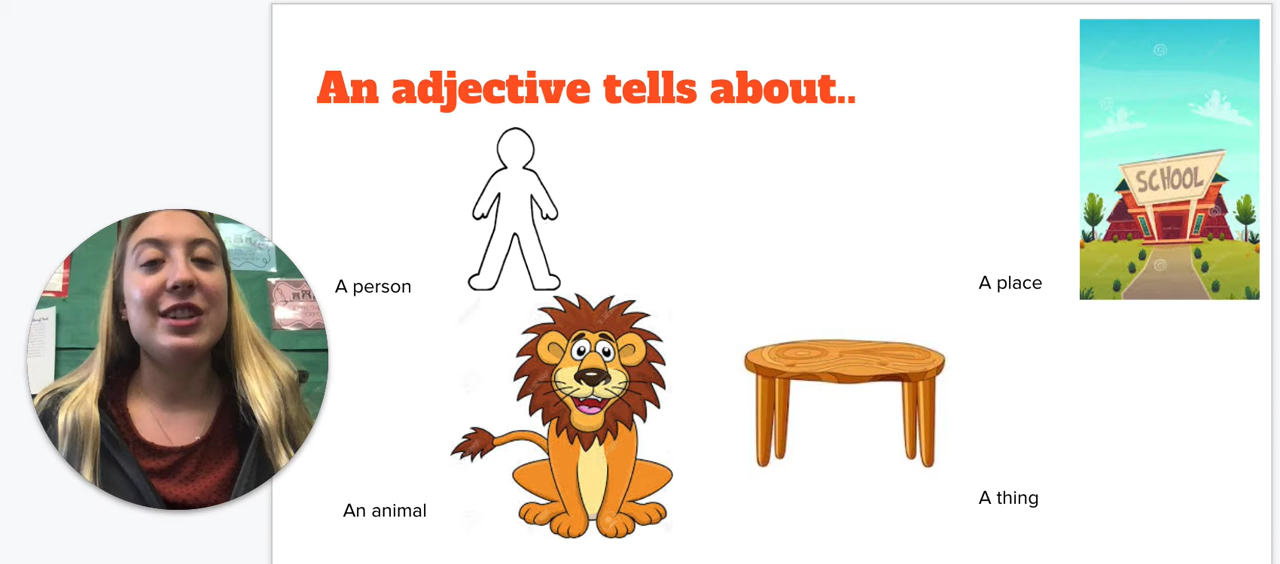 An adjective tells about..
SCHOOL
A person
A place
An animal
A thing